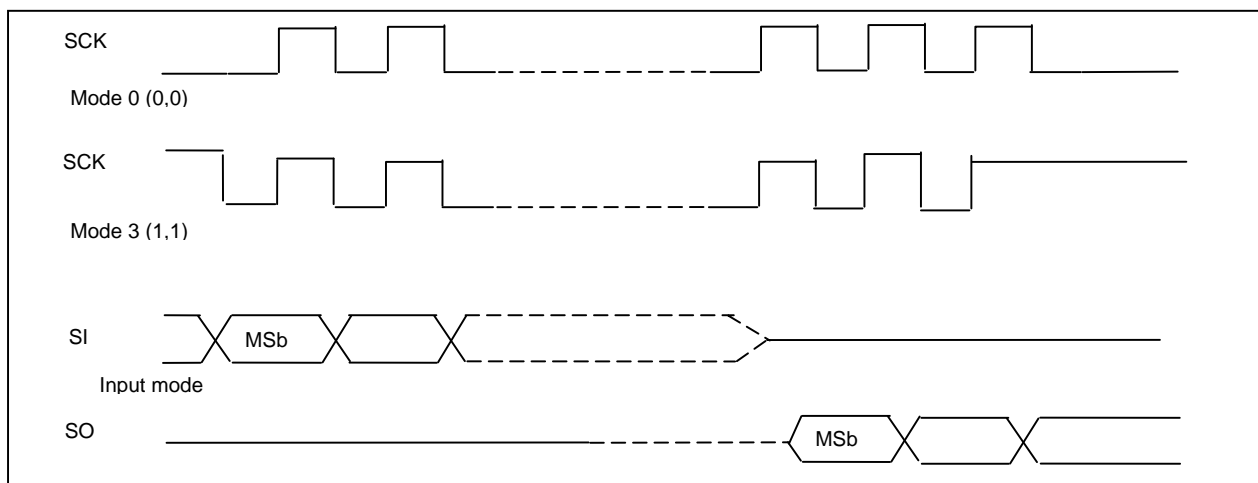 SCK
Mode 0 (0,0)
SCK
Mode 3 (1,1)
SI
MSb
Input mode
SO
MSb